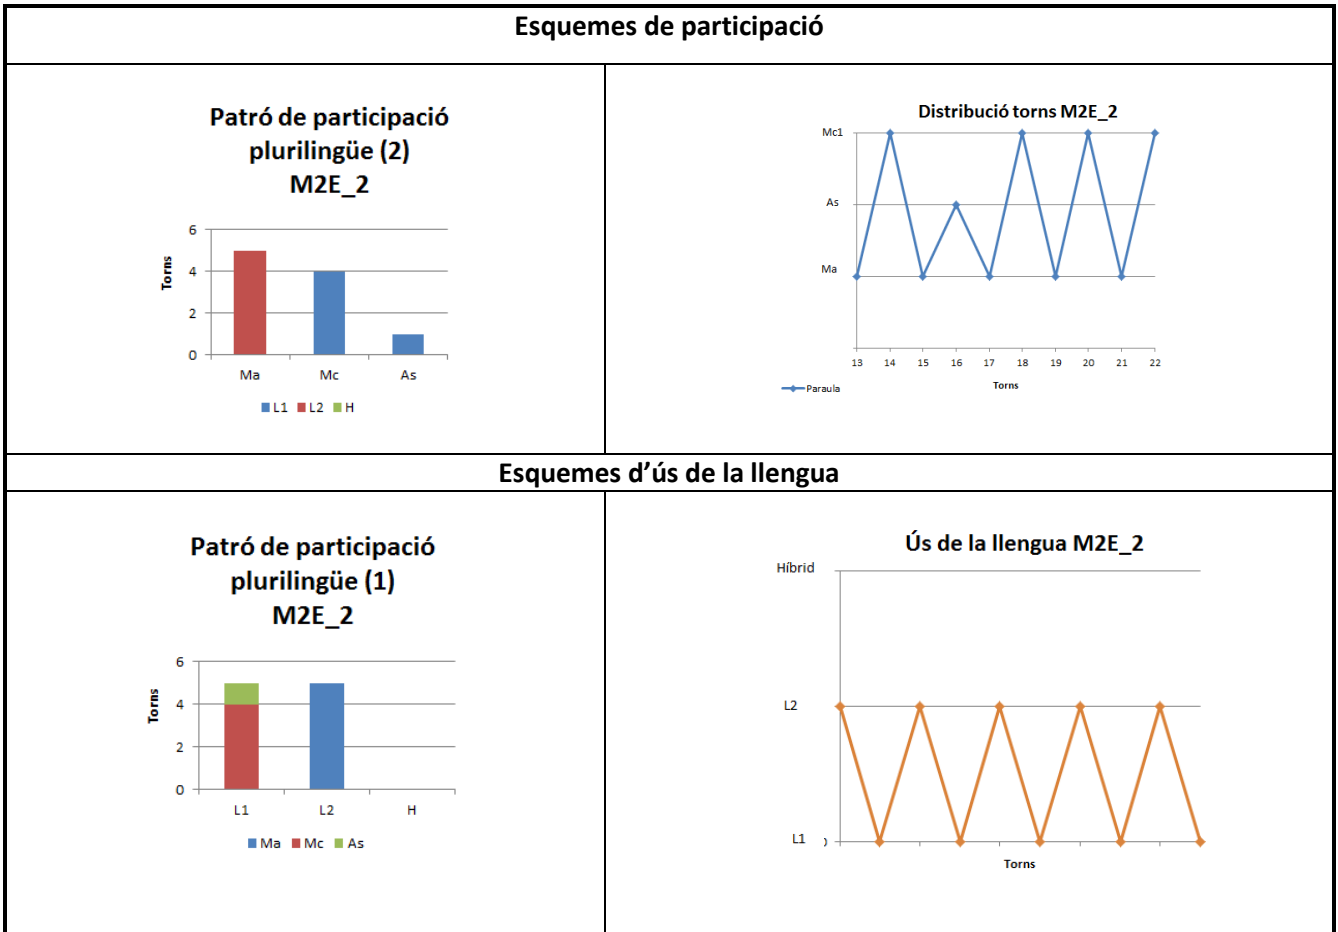 Esquemes de participació
Patró de participació
plurilingüe (2)
M2E_2
6
4
2
0
Torns
Ma Mc As
L1 L2 H
Distribució torns M2E_2
Mc1
As
Ma
13 14 15 16 17 18 19 20 21 22
Torns
Paraula
Esquemes d'ús de la llengua
Patró de participació
plurilingüe (1)
M2E_2
6
4
2
0
Torns
L1 L2 H
Ma Mc As
Ús de la llengua M2E_2
Híbrid
L2
L1
Torns